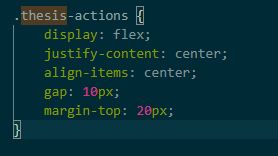 .thesis-actions {
display: flex;
justify-content: center;
align-items: center;
gap: 10px;
margin-top: 20px;
}